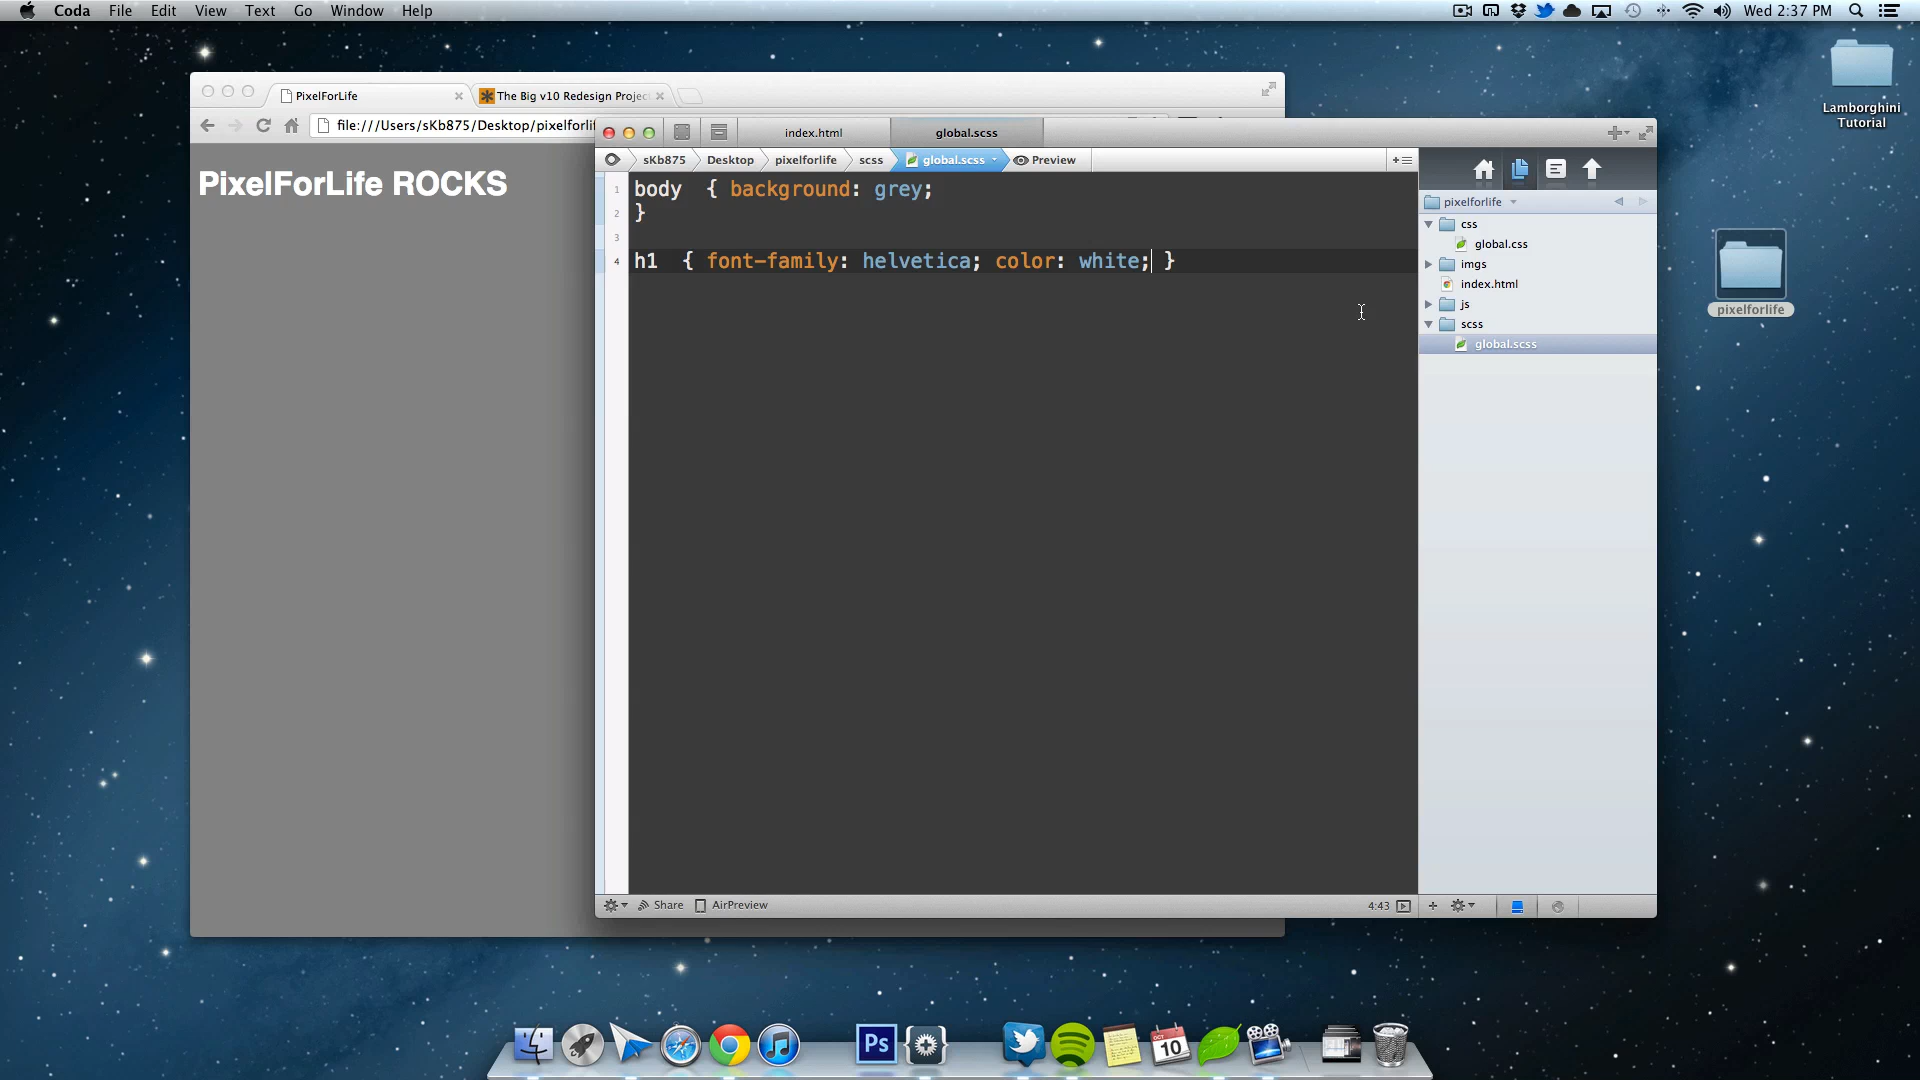 Coda File Edit View Text Go Window Help
Wed 2:37 PM
Lamborghini
Tutorial
pixelforlife
PixelForLife
The Big v10 Redesign Projec
file:///Users/sKb875/Desktop/pixelforli
PixelForLife ROCKS
index.html
global.scss
sKb875 Desktop pixelforlife scss global.scss Preview
1 body { background: grey;
2 }
3
4 h1 { font-family: helvetica; color: white; }
pixelforlife
css
global.css
imgs
index.html
js
scss
global.scss
Share AirPreview
4:43
Ps
OCT
10